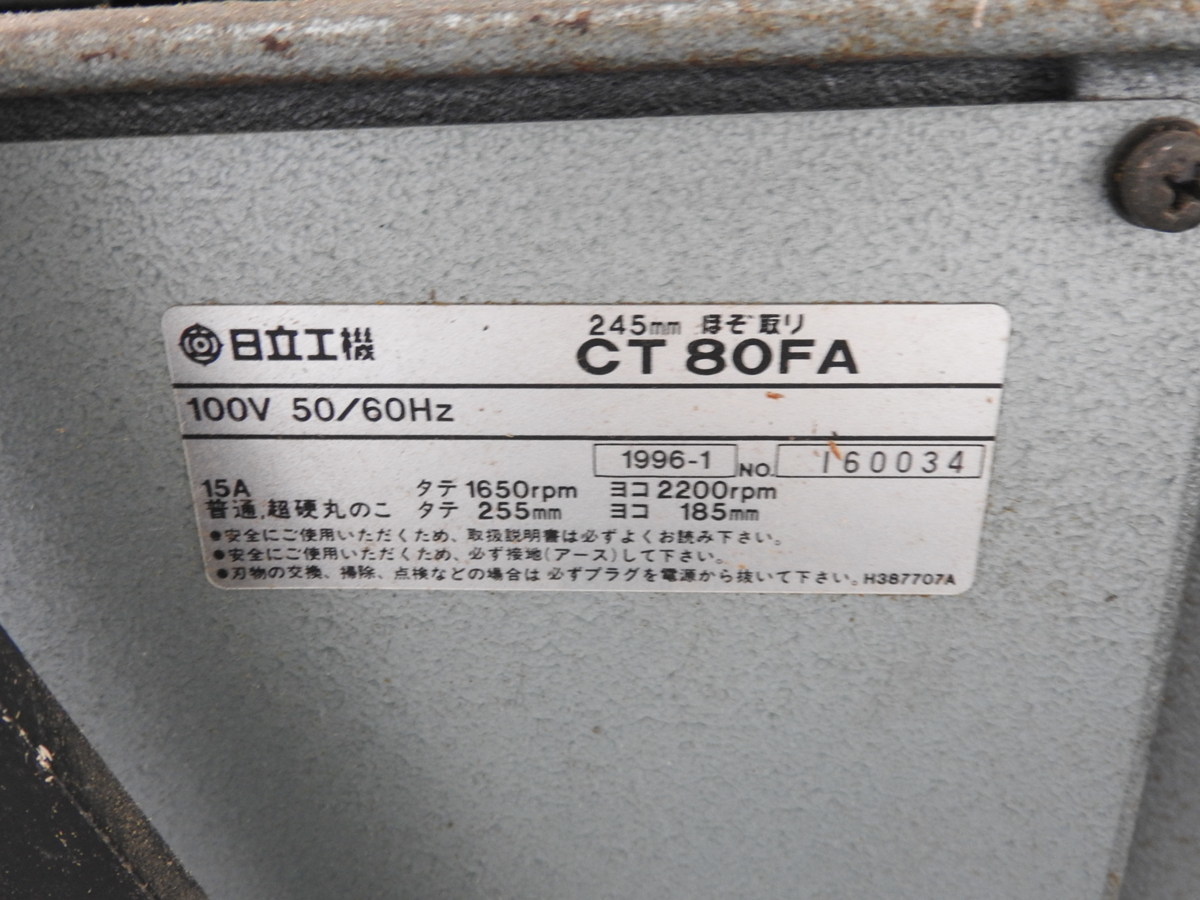 日立工機
245mm ほぞ取り
CT 80FA
100V 50/60Hz
1996-1 NO. 160034
15A タテ 1650rpm ヨコ 2200rpm
普通,超硬丸のこ タテ 255mm ヨコ 185mm
●安全にご使用いただくため、取扱説明書は必ずよくお読み下さい。
●安全にご使用いただくため、必ず接地(アース)して下さい。
●刃物の交換、掃除、点検などの場合は必ずプラグを電源から抜いて下さい。H387707A